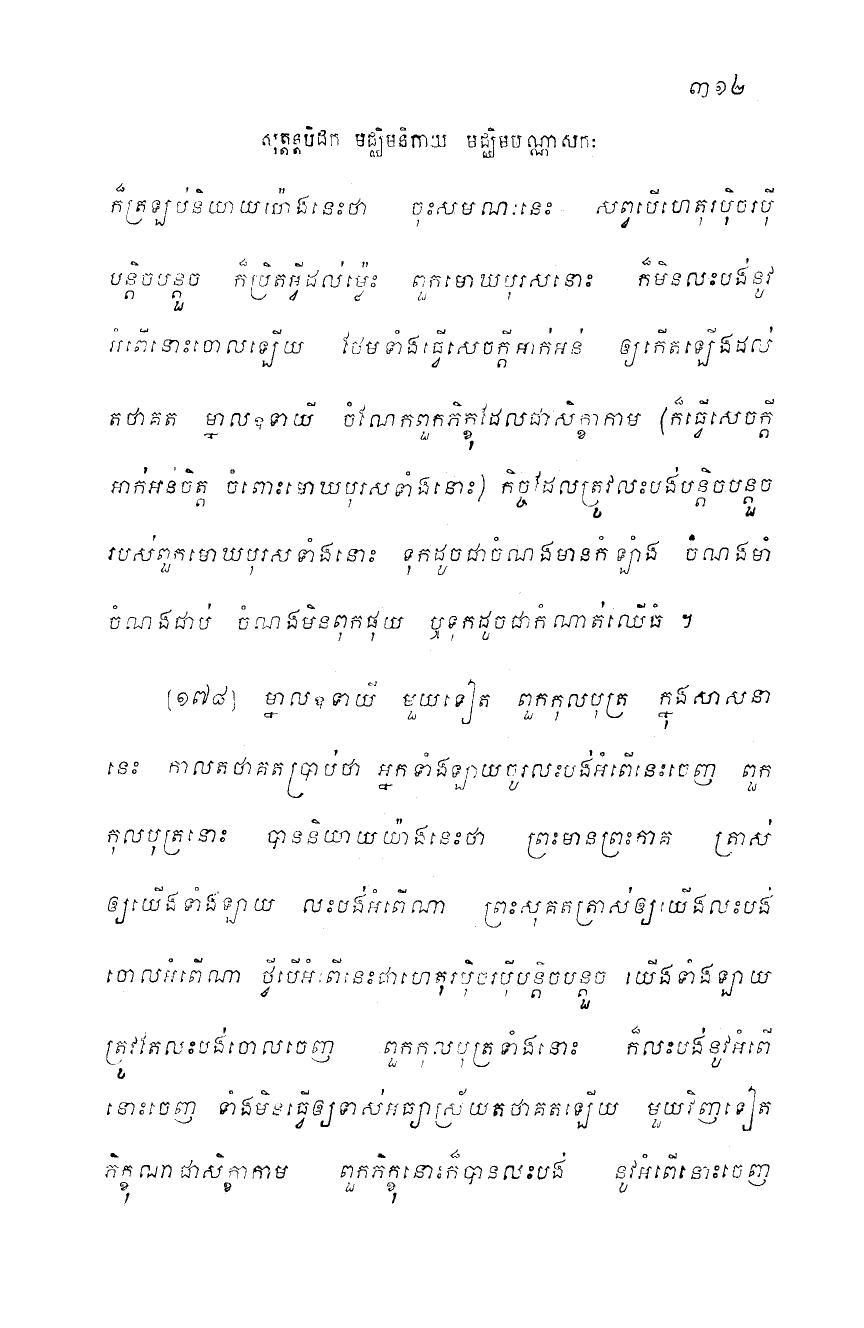 ៣១២
សុត្តន្តបិដក មជ្ឈិមនិកាយ មជ្ឈិមបណ្ណាសកៈ
ក៏ត្រឡប់និយាយយ៉ាងនេះថា ចុះសមណៈនេះ សព្វបើហេតុរប៉ិចរប៉ី
បន្តិចបន្តួច ក៏ប្រិតអ្វីដល់ម៉្លេះ ពួកមោឃបុរសនោះ ក៏មិនលះបង់នូវ
អំពើនោះចោលឡើយ ថែមទាំងធ្វើសេចក្តីអាក់អន់ ឲ្យកើតឡើងដល់
តថាគត ម្នាលឧទាយី ចំណែកពួកភិក្ខុដែលជាសិក្ខាកាម (ក៏ធ្វើសេចក្តី
អាក់អន់ចិត្ត ចំពោះមោឃបុរសទាំងនោះ) កិច្ចដែលត្រូវលះបង់បន្តិចបន្តួច
របស់ពួកមោឃបុរសទាំងនោះ ទុកដូចជាចំណងមានកំឡាំង ចំណងមាំ
ចំណងជាប់ ចំណងមិនពុកផុយ ឬទុកដូចជាកំណាត់ឈើធំ ។
[១៧៨] ម្នាលឧទាយី មួយទៀត ពួកកុលបុត្រ ក្នុងសាសនា
នេះ កាលតថាគតប្រាប់ថា អ្នកទាំងឡាយចូរលះបង់អំពើនេះចេញ ពួក
កុលបុត្រនោះ បាននិយាយយ៉ាងនេះថា ព្រះមានព្រះភាគ ត្រាស់
ឲ្យយើងទាំងឡាយ លះបង់អំពើណា ព្រះសុគតត្រាស់ឲ្យយើងលះបង់
ចោលអំពើណា ថ្វីបើអំពើនេះជាហេតុរប៉ិចរប៉ីបន្តិចបន្តួច យើងទាំងឡាយ
ត្រូវតែលះបង់ចោលចេញ ពួកកុលបុត្រទាំងនោះ ក៏លះបង់នូវអំពើ
នោះចេញ ទាំងមិនធ្វើឲ្យទាស់អធ្យាស្រ័យតថាគតឡើយ មួយវិញទៀត
ភិក្ខុណាជាសិក្ខាកាម ពួកភិក្ខុនោះក៏បានលះបង់ នូវអំពើនោះចេញ